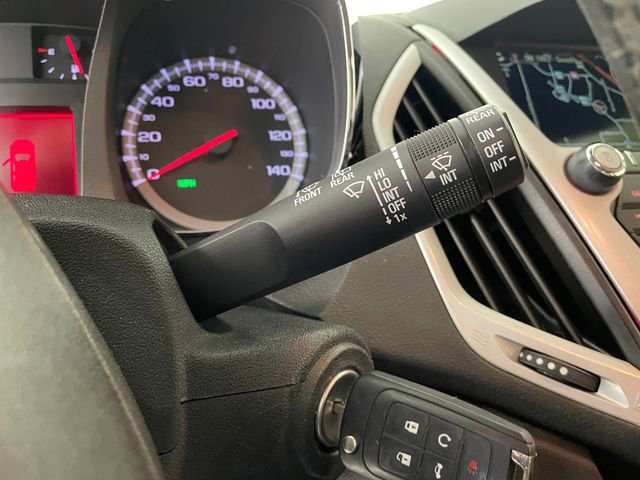 E F
0
20
40
60
80
100
120
140
MPH
FRONT
REAR
HI
LO
INT
OFF
1x
INT
REAR
ON
OFF
INT